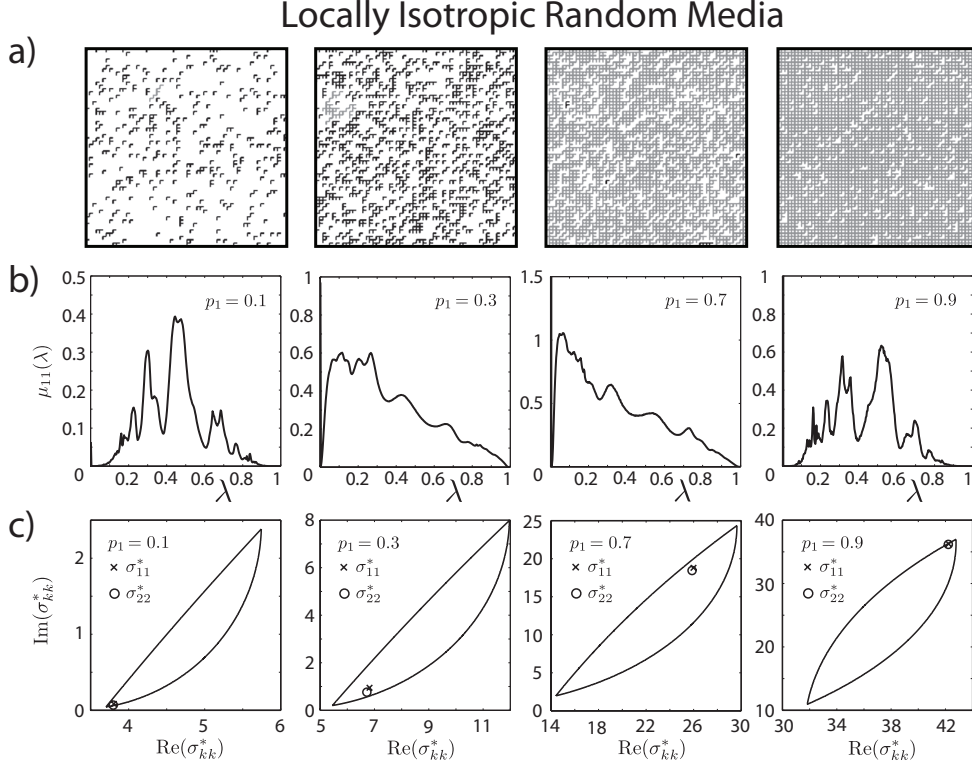 Locally Isotropic Random Media
a)
b)
0.5
0.4
0.3
0.2
0.1
0
μ₁₁(λ)
p₁ = 0.1
0.2 0.4 0.6 0.8 1
λ
1
0.8
0.6
0.4
0.2
0
p₁ = 0.3
0.2 0.4 0.6 0.8 1
λ
1.5
1
0.5
0
p₁ = 0.7
0.2 0.4 0.6 0.8 1
λ
1
0.8
0.6
0.4
0.2
0
p₁ = 0.9
0.2 0.4 0.6 0.8 1
λ
c)
2
1
0
Im(σ*ₖₖ)
p₁ = 0.1
× σ*₁₁
○ σ*₂₂
4 5 6
Re(σ*ₖₖ)
8
6
4
2
0
p₁ = 0.3
× σ*₁₁
○ σ*₂₂
5 7 9 11
Re(σ*ₖₖ)
25
20
15
10
5
0
p₁ = 0.7
× σ*₁₁
○ σ*₂₂
14 18 22 26 30
Re(σ*ₖₖ)
40
30
20
10
p₁ = 0.9
× σ*₁₁
○ σ*₂₂
30 34 38 42
Re(σ*ₖₖ)